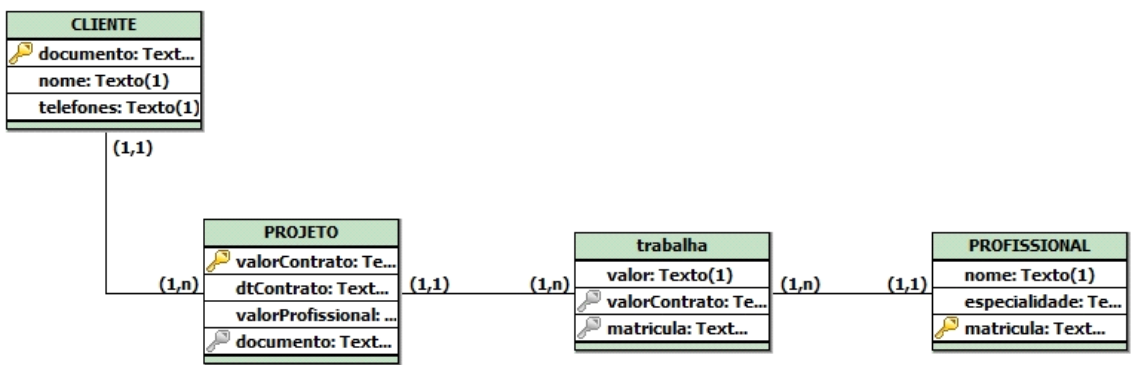 CLIENTE
documento: Text...
nome: Texto(1)
telefones: Texto(1)
(1,1)
(1,n)
PROJETO
valorContrato: Te...
dtContrato: Text...
valorProfissional: ...
documento: Text...
(1,1)
(1,n)
trabalha
valor: Texto(1)
valorContrato: Te...
matricula: Text...
(1,n)
(1,1)
PROFISSIONAL
nome: Texto(1)
especialidade: Te...
matricula: Text...